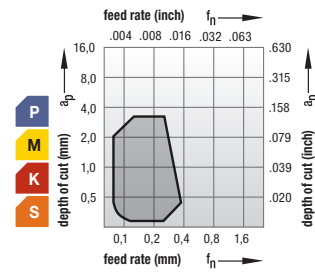 feed rate (inch) fn
.004 .008 .016 .032 .063
16,0 .630
8,0 .315
ap ap
4,0 .158
P
2,0 .079
M
1,0 .039
K
0,5 .020
S
depth of cut (mm) depth of cut (inch)
0,1 0,2 0,4 0,8 1,6
feed rate (mm) fn